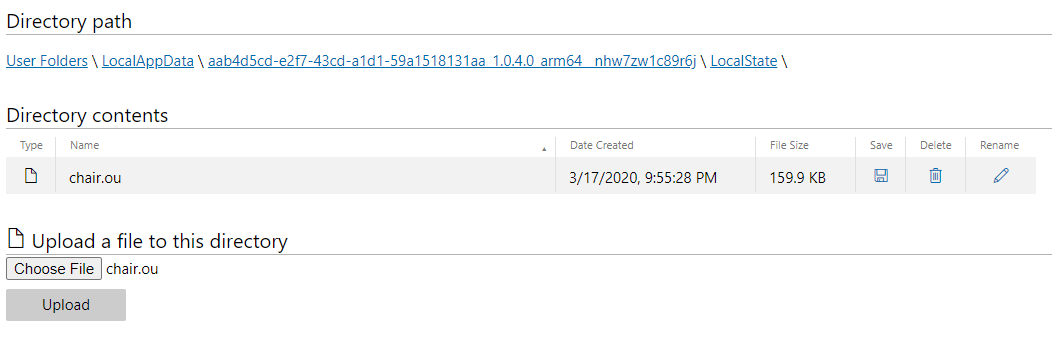 Directory path
User Folders \ LocalAppData \ aab4d5cd-e2f7-43cd-a1d1-59a1518131aa_1.0.4.0_arm64__nhw7zw1c89r6j \ LocalState \
Directory contents
Type Name Date Created File Size Save Delete Rename
chair.ou 3/17/2020, 9:55:28 PM 159.9 KB
Upload a file to this directory
Choose File chair.ou
Upload